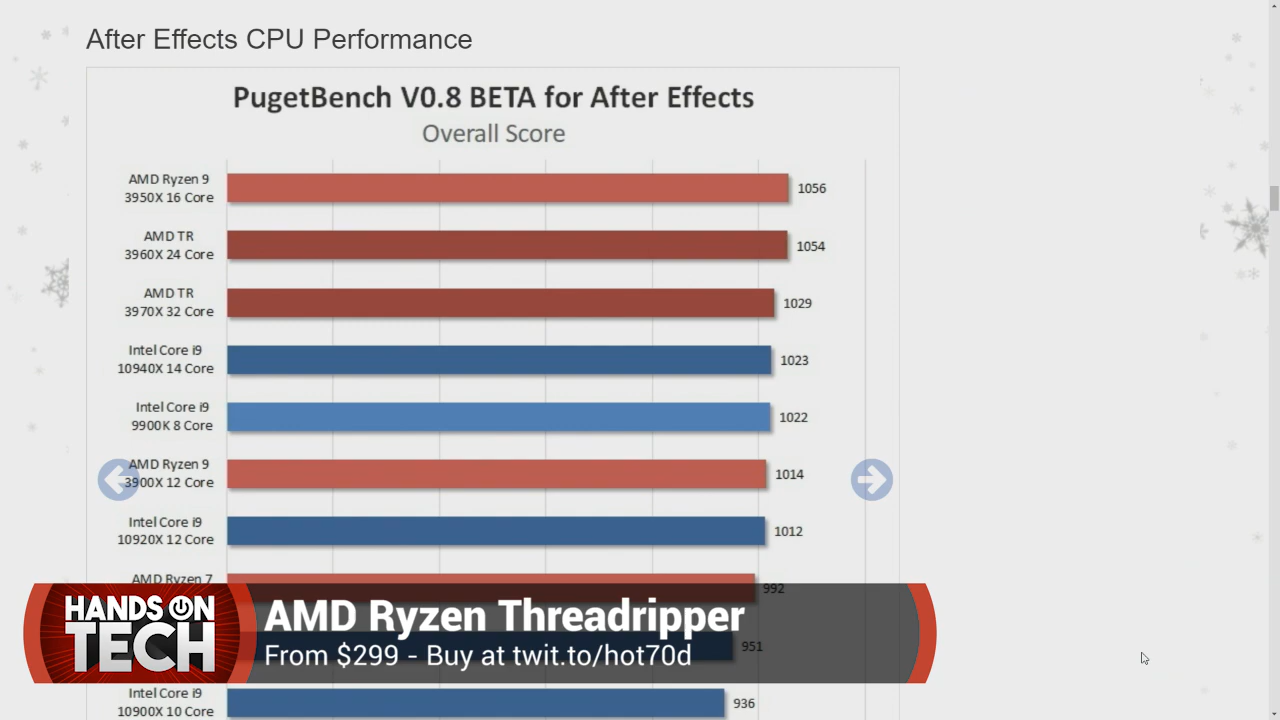 After Effects CPU Performance
PugetBench V0.8 BETA for After Effects
Overall Score
AMD Ryzen 9
3950X 16 Core
1056
AMD TR
3960X 24 Core
1054
AMD TR
3970X 32 Core
1029
Intel Core i9
10940X 14 Core
1023
Intel Core i9
9900K 8 Core
1022
AMD Ryzen 9
3900X 12 Core
1014
Intel Core i9
10920X 12 Core
1012
AMD Ryzen 7
992
951
HANDS ON
TECH
AMD Ryzen Threadripper
From $299 - Buy at twit.to/hot70d
Intel Core i9
10900X 10 Core
936